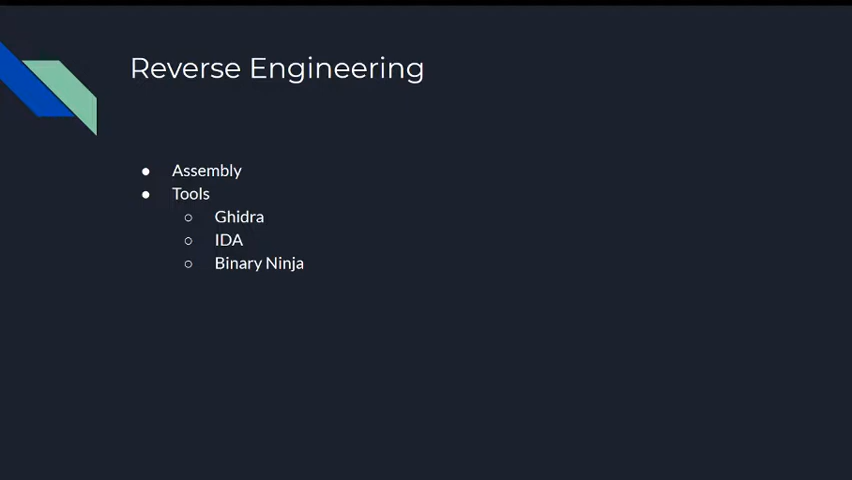 Reverse Engineering
● Assembly
● Tools
○ Ghidra
○ IDA
○ Binary Ninja